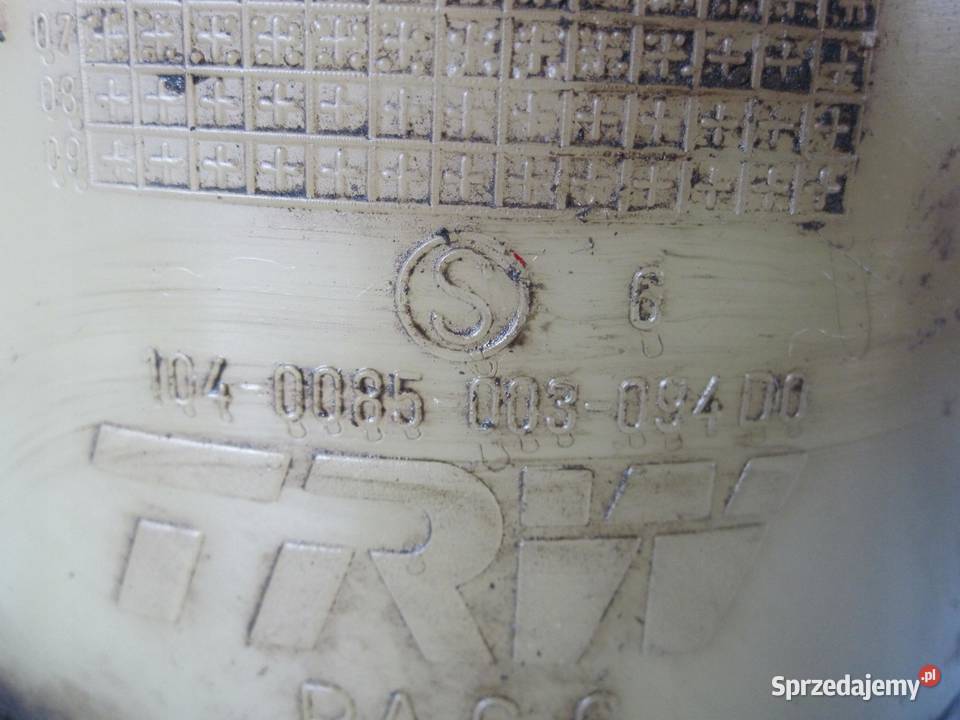 07
08
09
S
6
104-0085 003-094 D0
TRW
Sprzedajemy.pl